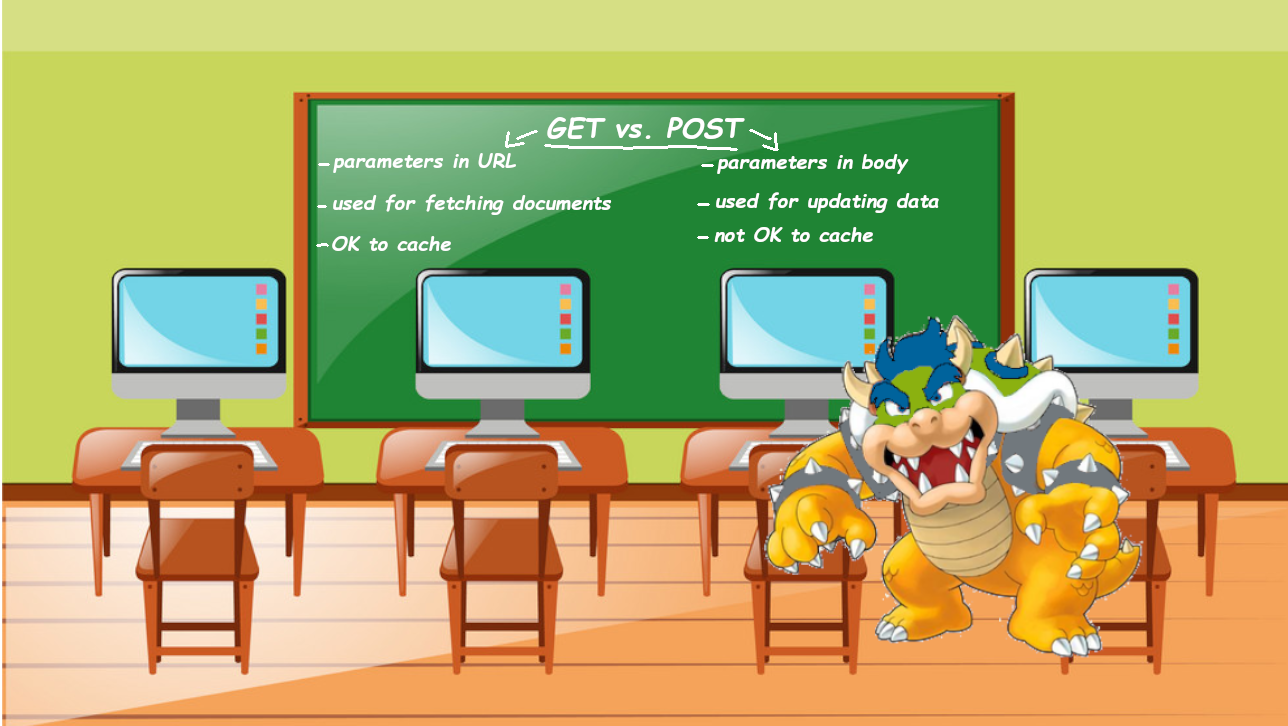 GET vs. POST
- parameters in URL
- used for fetching documents
- OK to cache
- parameters in body
- used for updating data
- not OK to cache